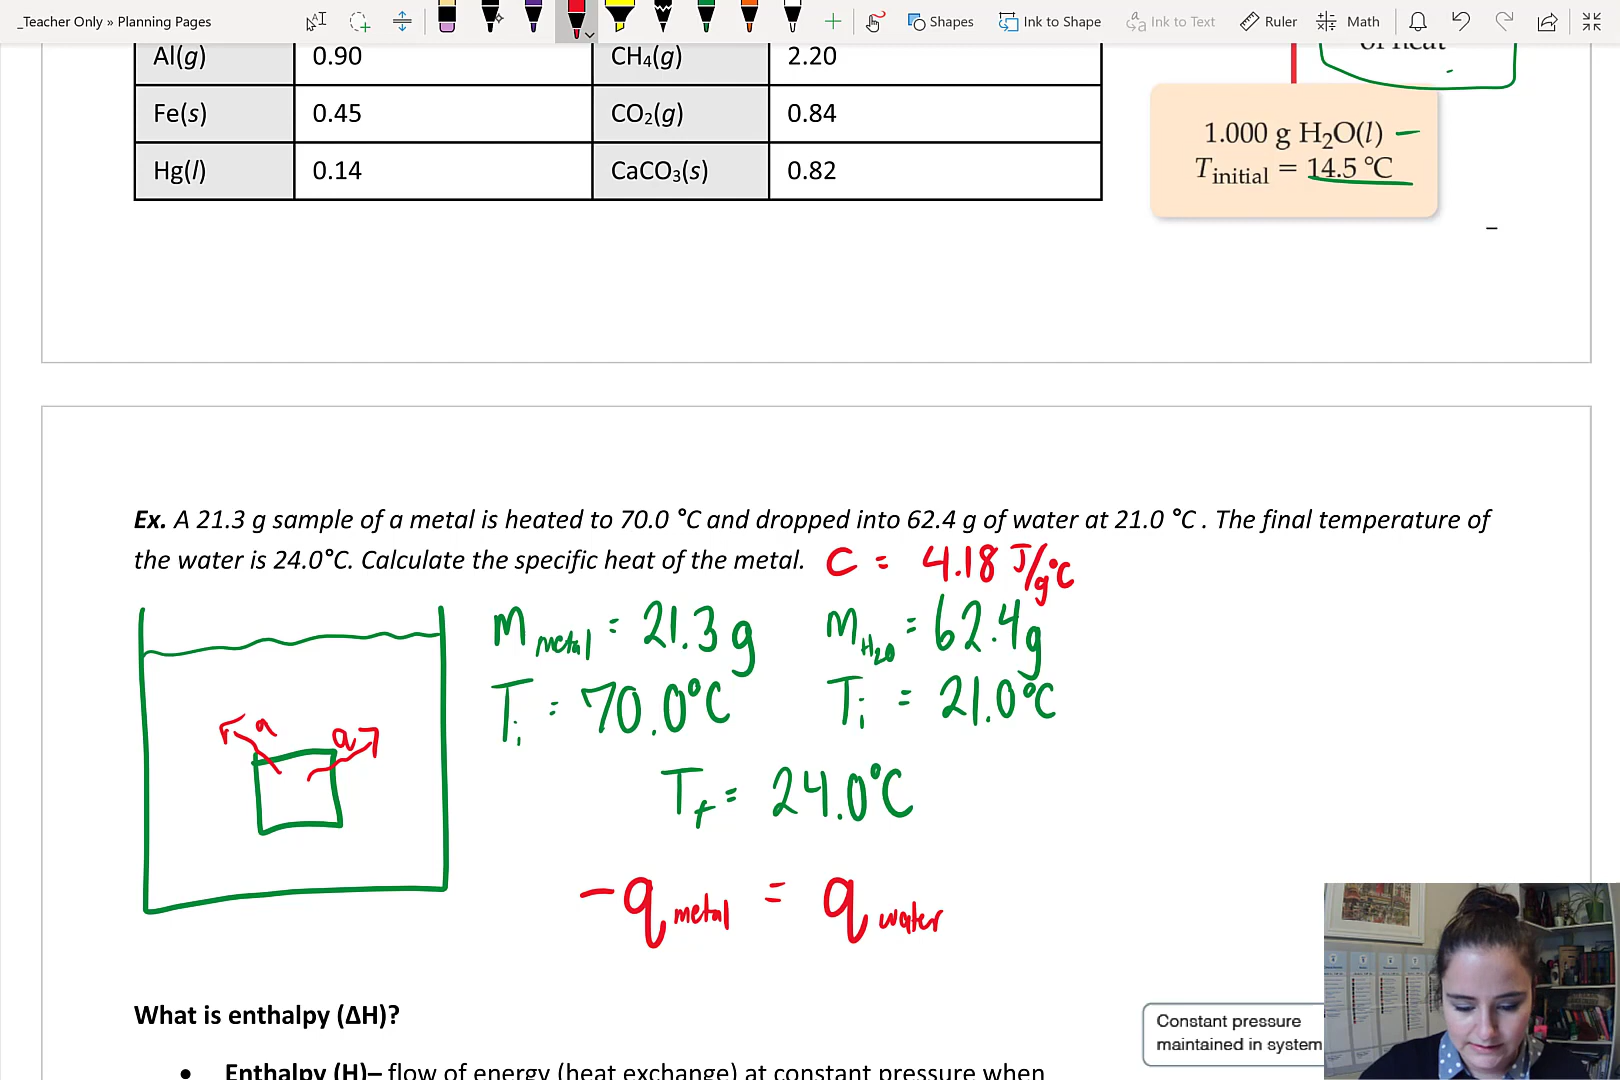 _Teacher Only » Planning Pages
Shapes
Ink to Shape
Ink to Text
Ruler
Math
Al(g) 0.90 CH₄(g) 2.20
Fe(s) 0.45 CO₂(g) 0.84
Hg(l) 0.14 CaCO₃(s) 0.82
of heat
1.000 g H₂O(l)
T initial = 14.5 °C
Ex. A 21.3 g sample of a metal is heated to 70.0 °C and dropped into 62.4 g of water at 21.0 °C . The final temperature of
the water is 24.0°C. Calculate the specific heat of the metal. C = 4.18 J/g°C
m metal = 21.3 g m H₂O = 62.4g
Ti = 70.0°C Ti = 21.0°C
q q
Tf = 24.0°C
-q metal = q water
What is enthalpy (ΔH)?
Constant pressure
maintained in system
• Enthalpy (H)– flow of energy (heat exchange) at constant pressure when